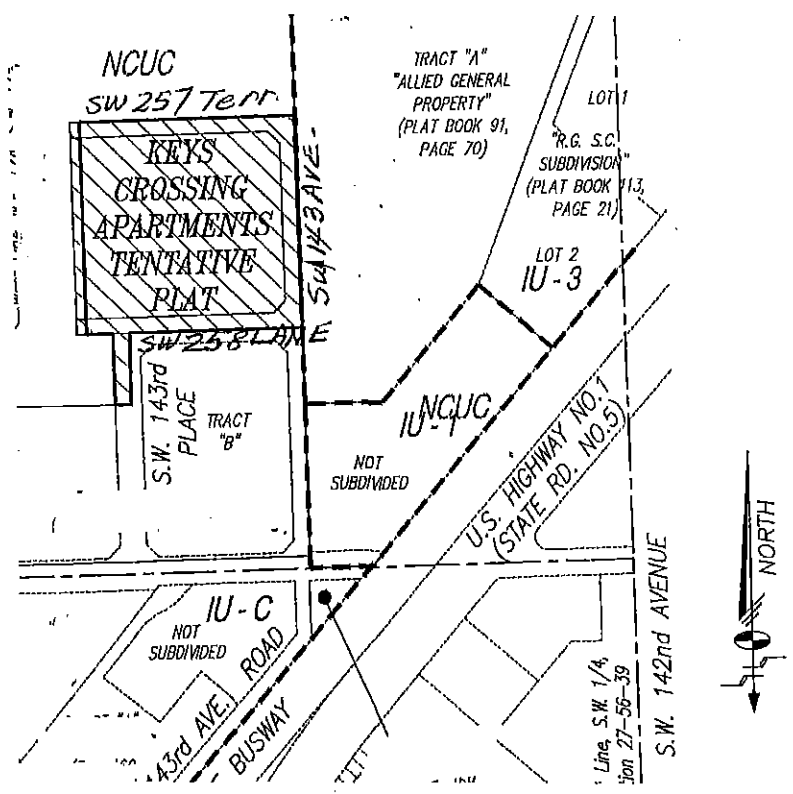 NCUC
SW 257 Terr.
KEYS
CROSSING
APARTMENTS
TENTATIVE
PLAT
SW 143 AVE.
SW 258 LANE
TRACT "A"
"ALLIED GENERAL
PROPERTY"
(PLAT BOOK 91,
PAGE 70)
LOT 1
"R.G. S.C.
SUBDIVISION"
(PLAT BOOK 113,
PAGE 21)
LOT 2
IU-3
S.W. 143rd
PLACE
TRACT
"B"
NCUC
IU-1
NOT
SUBDIVIDED
U.S. HIGHWAY NO.1
(STATE RD. NO.5)
NORTH
IU-C
NOT
SUBDIVIDED
43rd AVE.) ROAD
BUSWAY
Line, S.W. 1/4,
ion 27-56-39
S.W. 142nd AVENUE